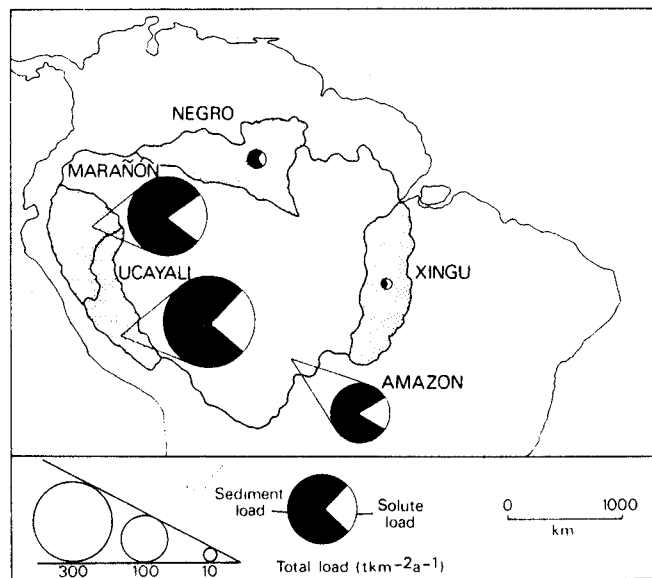 NEGRO
MARAÑÓN
UCAYALI
XINGU
AMAZON
Sediment
load
Solute
load
0 1000
km
300 100 10
Total load (tkm-2a-1)